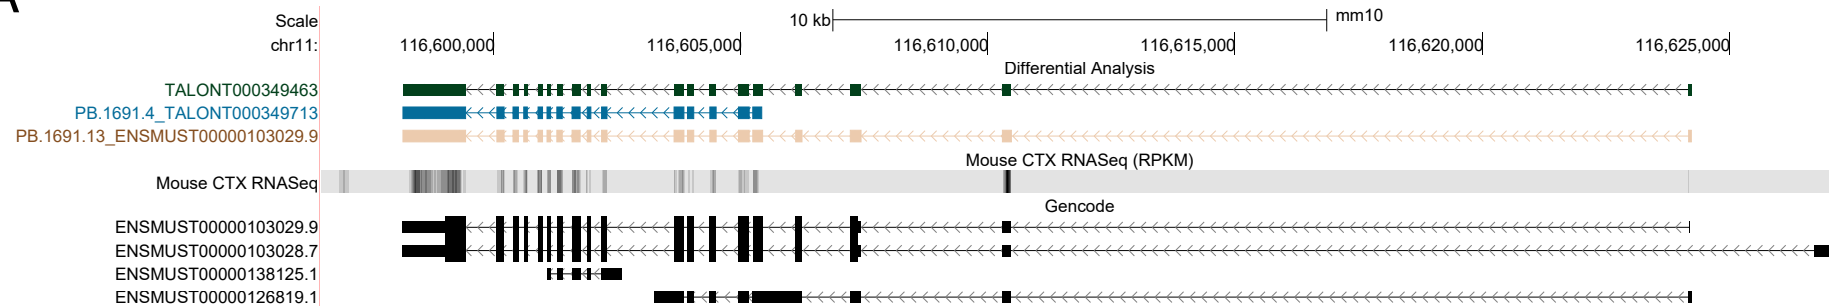 A
Scale 10 kb mm10
chr11: 116,600,000 116,605,000 116,610,000 116,615,000 116,620,000 116,625,000
Differential Analysis
TALONT000349463
PB.1691.4_TALONT000349713
PB.1691.13_ENSMUST00000103029.9
Mouse CTX RNASeq (RPKM)
Mouse CTX RNASeq
Gencode
ENSMUST00000103029.9
ENSMUST00000103028.7
ENSMUST00000138125.1
ENSMUST00000126819.1